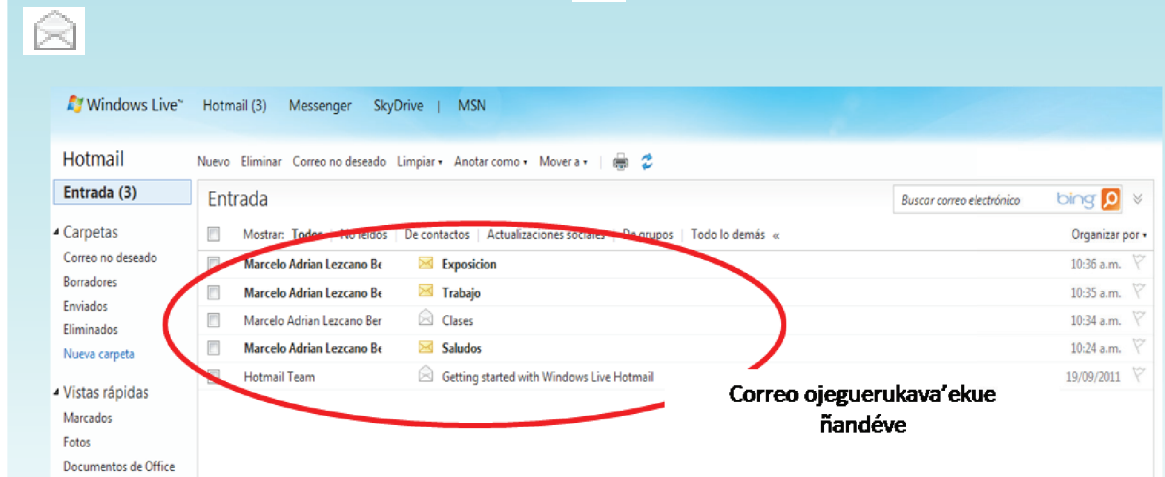 Windows Live™ Hotmail (3) Messenger SkyDrive | MSN
Hotmail
Nuevo Eliminar Correo no deseado Limpiar Anotar como Mover a
Entrada (3)
Entrada
Buscar correo electrónico bing
Carpetas
Mostrar: Todos No leídos De contactos Actualizaciones sociales De grupos Todo lo demás «
Organizar por
Correo no deseado
Marcelo Adrian Lezcano Be Exposicion 10:36 a.m.
Borradores
Marcelo Adrian Lezcano Be Trabajo 10:35 a.m.
Enviados
Marcelo Adrian Lezcano Ber Clases 10:34 a.m.
Eliminados
Marcelo Adrian Lezcano Be Saludos 10:24 a.m.
Nueva carpeta
Hotmail Team Getting started with Windows Live Hotmail 19/09/2011
Vistas rápidas
Marcados
Fotos
Documentos de Office
Correo ojeguerukava'ekue
ñandéve